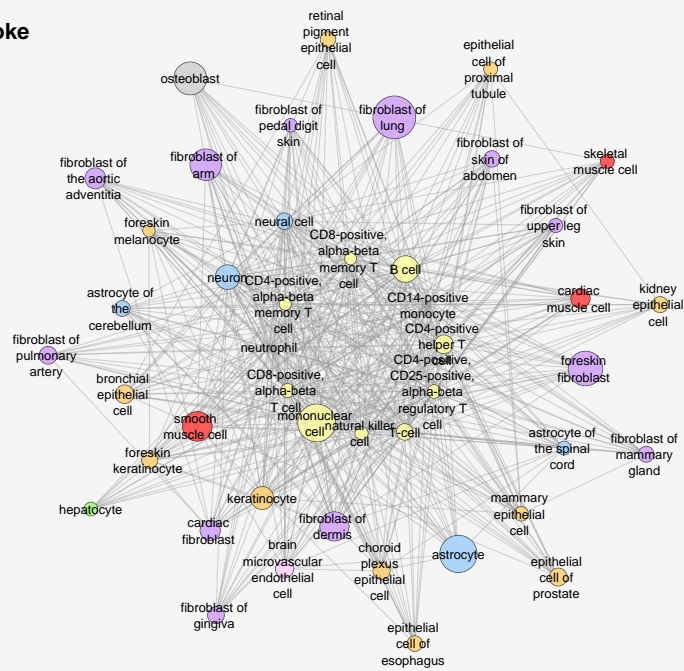 oke
retinal
pigment
epithelial
cell
epithelial
cell of
proximal
tubule
osteoblast
fibroblast of
pedal digit
skin
fibroblast of
lung
fibroblast of
arm
fibroblast of
skin of
abdomen
skeletal
muscle cell
fibroblast of
the aortic
adventitia
foreskin
melanocyte
neural cell
fibroblast of
upper leg
skin
CD8-positive,
alpha-beta
memory T
cell
B cell
neuron
CD4-positive,
alpha-beta
memory T
cell
CD14-positive
monocyte
cardiac
muscle cell
kidney
epithelial
cell
astrocyte of
the
cerebellum
CD4-positive
helper T
cell
neutrophil
fibroblast of
pulmonary
artery
CD4-positive,
CD25-positive,
alpha-beta
regulatory T
cell
foreskin
fibroblast
bronchial
epithelial
cell
CD8-positive,
alpha-beta
T cell
smooth
muscle cell
mononuclear
cell
natural killer
cell
T-cell
astrocyte of
the spinal
cord
fibroblast of
mammary
gland
foreskin
keratinocyte
hepatocyte
keratinocyte
mammary
epithelial
cell
cardiac
fibroblast
fibroblast of
dermis
brain
microvascular
endothelial
cell
choroid
plexus
epithelial
cell
astrocyte
epithelial
cell of
prostate
fibroblast of
gingiva
epithelial
cell of
esophagus